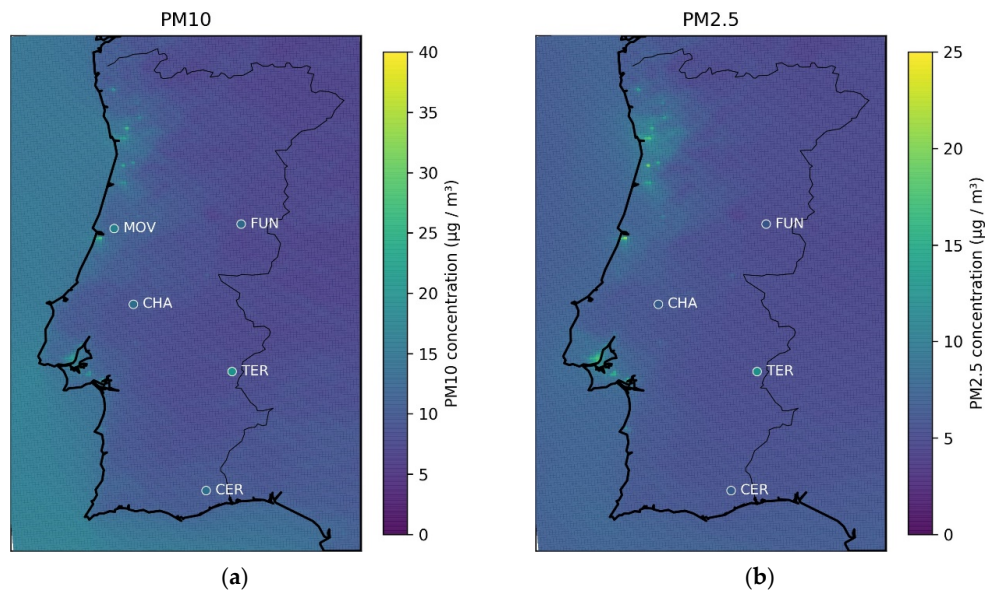 PM10
MOV
FUN
CHA
TER
CER
40
35
30
25
20
15
10
5
0
PM10 concentration (µg / m³)
(a)
PM2.5
FUN
CHA
TER
CER
25
20
15
10
5
0
PM2.5 concentration (µg / m³)
(b)